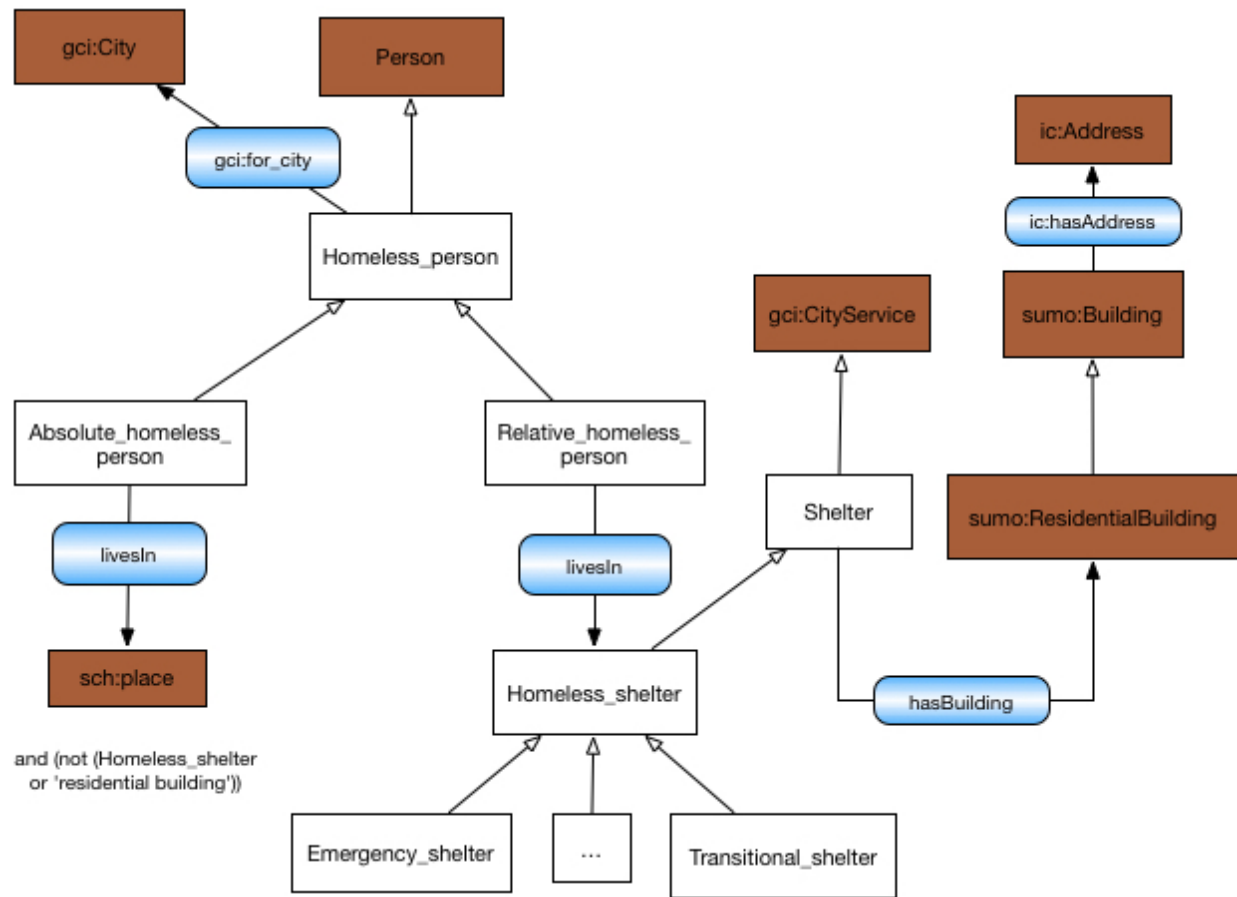 gci:City
Person
gci:for_city
ic:Address
ic:hasAddress
Homeless_person
gci:CityService
sumo:Building
Absolute_homeless_
person
Relative_homeless_
person
Shelter
sumo:ResidentialBuilding
livesIn
livesIn
sch:place
Homeless_shelter
hasBuilding
and (not (Homeless_shelter
or 'residential building'))
Emergency_shelter
...
Transitional_shelter